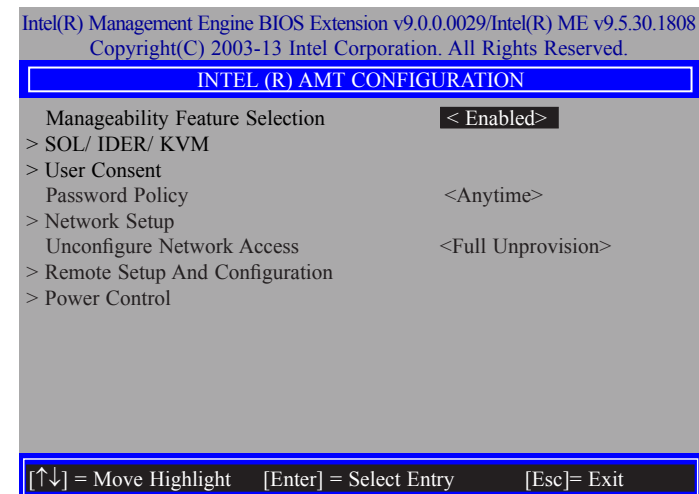 Intel(R) Management Engine BIOS Extension v9.0.0.0029/Intel(R) ME v9.5.30.1808
Copyright(C) 2003-13 Intel Corporation. All Rights Reserved.
INTEL (R) AMT CONFIGURATION
Manageability Feature Selection < Enabled>
> SOL/ IDER/ KVM
> User Consent
Password Policy <Anytime>
> Network Setup
Unconfigure Network Access <Full Unprovision>
> Remote Setup And Configuration
> Power Control
[↑↓] = Move Highlight [Enter] = Select Entry [Esc]= Exit